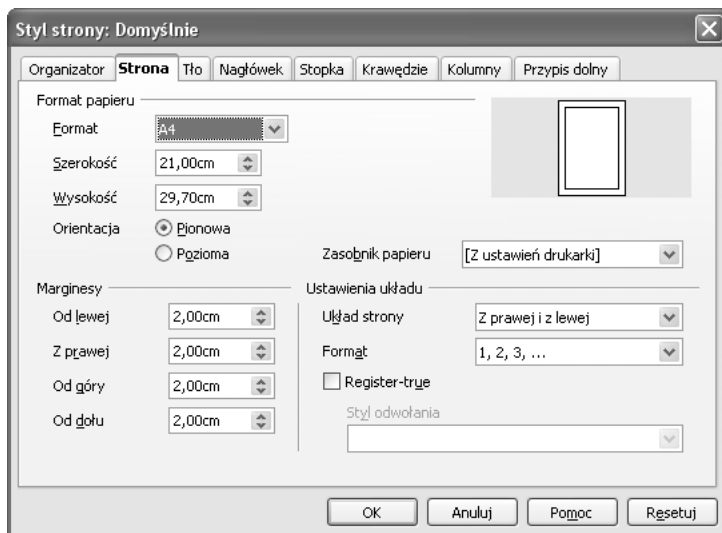 Styl strony: Domyślnie
Organizator Strona Tło Nagłówek Stopka Krawędzie Kolumny Przypis dolny
Format papieru
Format A4
Szerokość 21,00cm
Wysokość 29,70cm
Orientacja Pionowa
Pozioma Zasobnik papieru [Z ustawień drukarki]
Marginesy Ustawienia układu
Od lewej 2,00cm Układ strony Z prawej i z lewej
Z prawej 2,00cm Format 1, 2, 3, ...
Od góry 2,00cm Register-true
Od dołu 2,00cm Styl odwołania
OK Anuluj Pomoc Resetuj